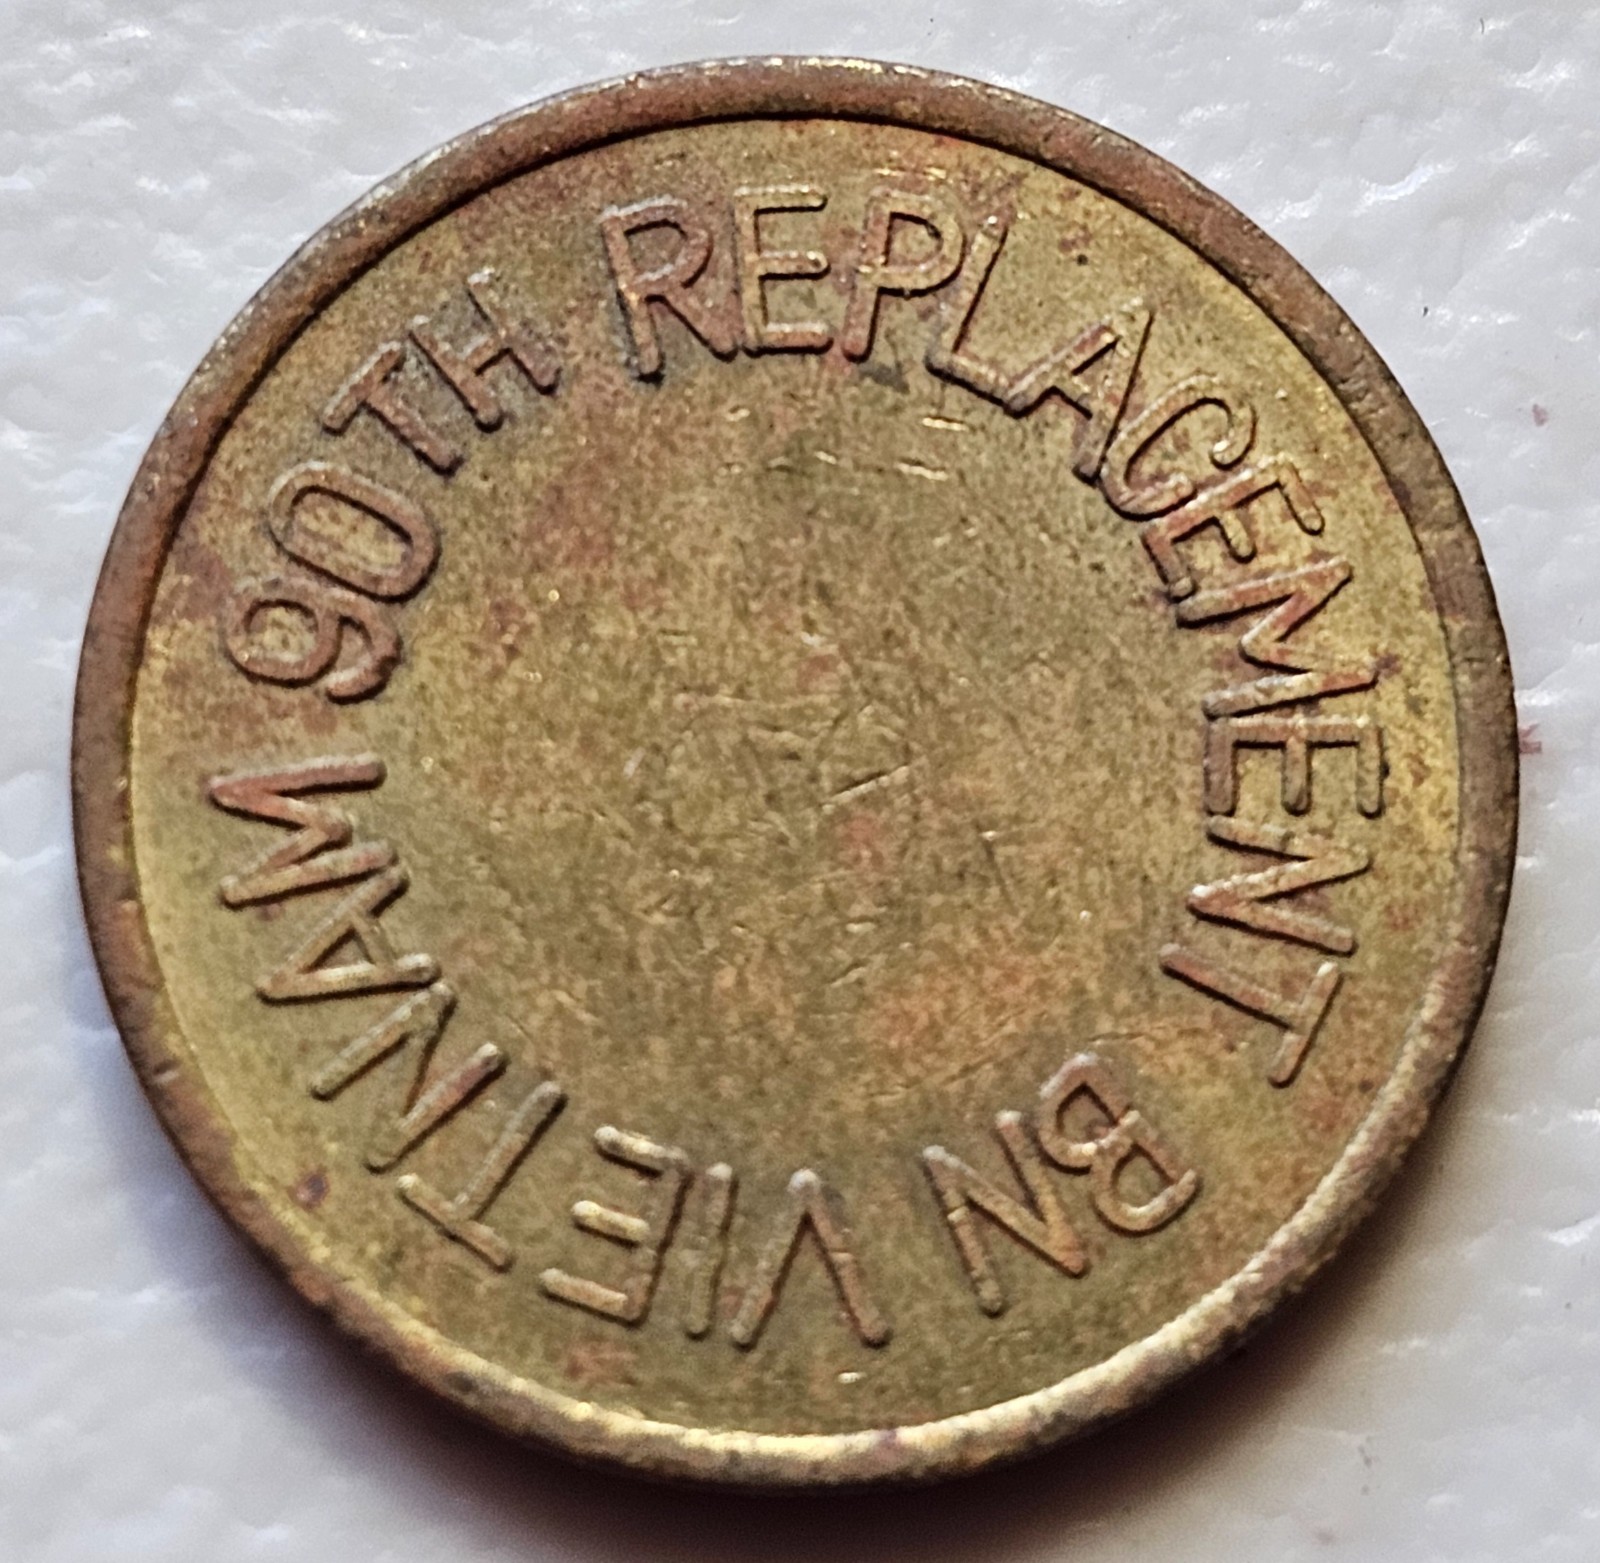 90TH REPLACEMENT BN VIETNAM